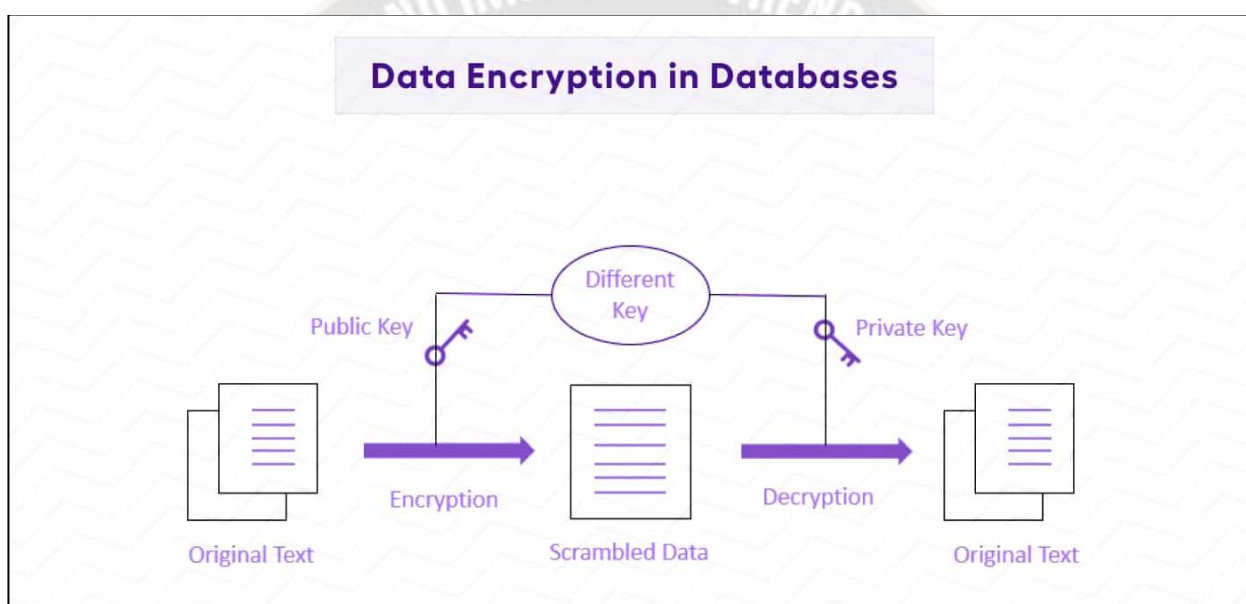 Data Encryption in Databases
Different
Key
Public Key
Private Key
Encryption
Decryption
Original Text
Scrambled Data
Original Text